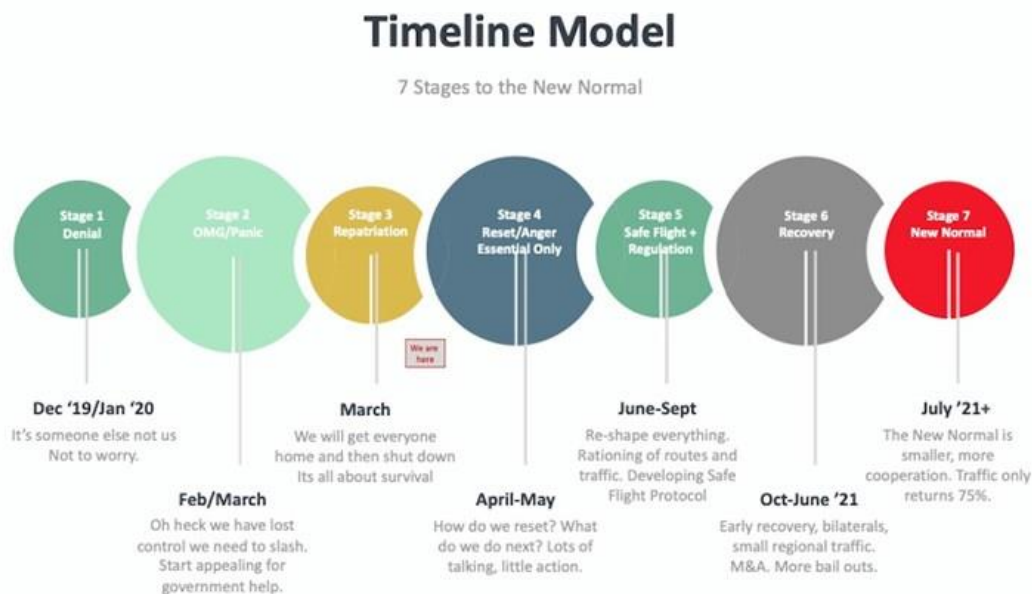 Timeline Model
7 Stages to the New Normal
Stage 1
Denial
Stage 2
OMG/Panic
Stage 3
Repatriation
Stage 4
Reset/Anger
Essential Only
Stage 5
Safe Flight +
Regulation
Stage 6
Recovery
Stage 7
New Normal
We are
here
Dec ‘19/Jan ‘20
It’s someone else not us
Not to worry.
Feb/March
Oh heck we have lost
control we need to slash.
Start appealing for
government help.
March
We will get everyone
home and then shut down
Its all about survival
April-May
How do we reset? What
do we do next? Lots of
talking, little action.
June-Sept
Re-shape everything.
Rationing of routes and
traffic. Developing Safe
Flight Protocol
Oct-June ’21
Early recovery, bilaterals,
small regional traffic.
M&A. More bail outs.
July ’21+
The New Normal is
smaller, more
cooperation. Traffic only
returns 75%.